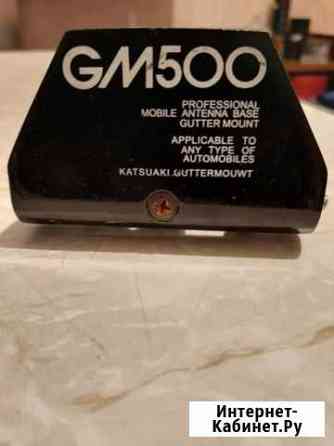 GM500
PROFESSIONAL
MOBILE ANTENNA BASE
GUTTER MOUNT
APPLICABLE TO
ANY TYPE OF
AUTOMOBILES
KATSUAKI.GUTTERMOUWT
Интернет-
Кабинет.Ру